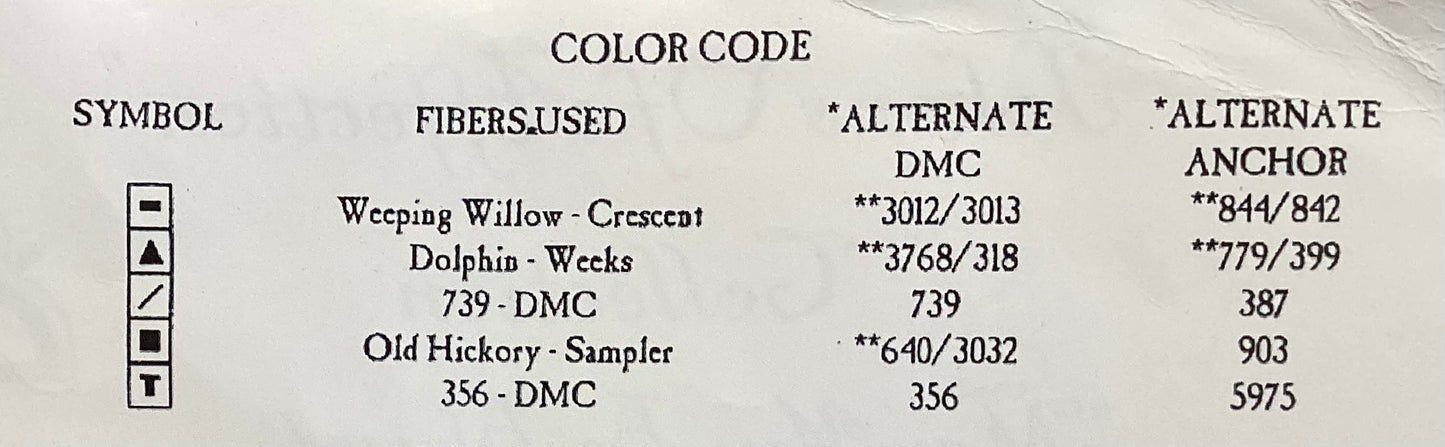 COLOR CODE
SYMBOL FIBERS USED *ALTERNATE *ALTERNATE
DMC ANCHOR
Weeping Willow - Crescent **3012/3013 **844/842
Dolphin - Weeks **3768/318 **779/399
739 - DMC 739 387
Old Hickory - Sampler **640/3032 903
T 356 - DMC 356 5975